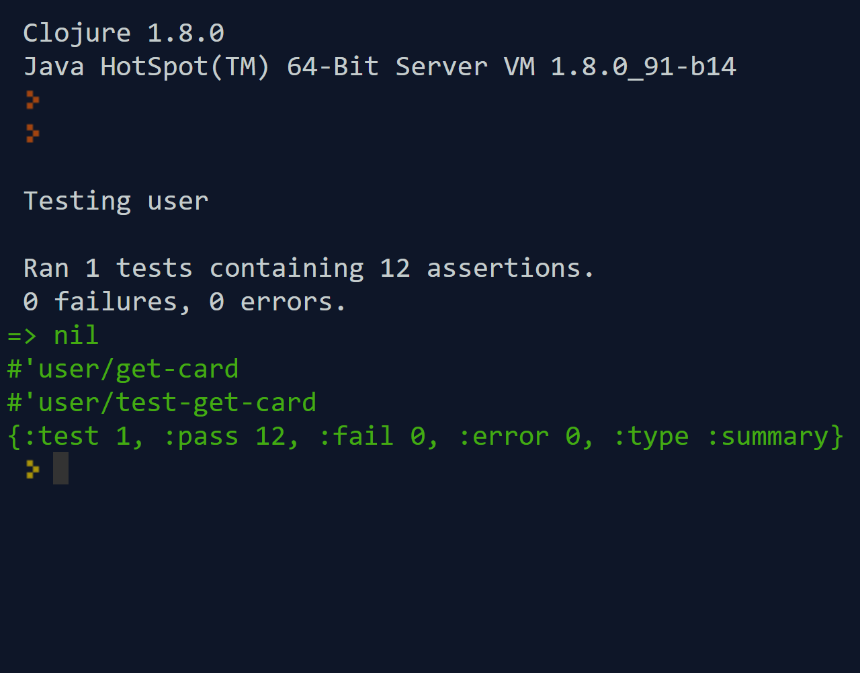 Clojure 1.8.0
Java HotSpot(TM) 64-Bit Server VM 1.8.0_91-b14
>
>
Testing user
Ran 1 tests containing 12 assertions.
0 failures, 0 errors.
=> nil
#'user/get-card
#'user/test-get-card
{:test 1, :pass 12, :fail 0, :error 0, :type :summary}
>